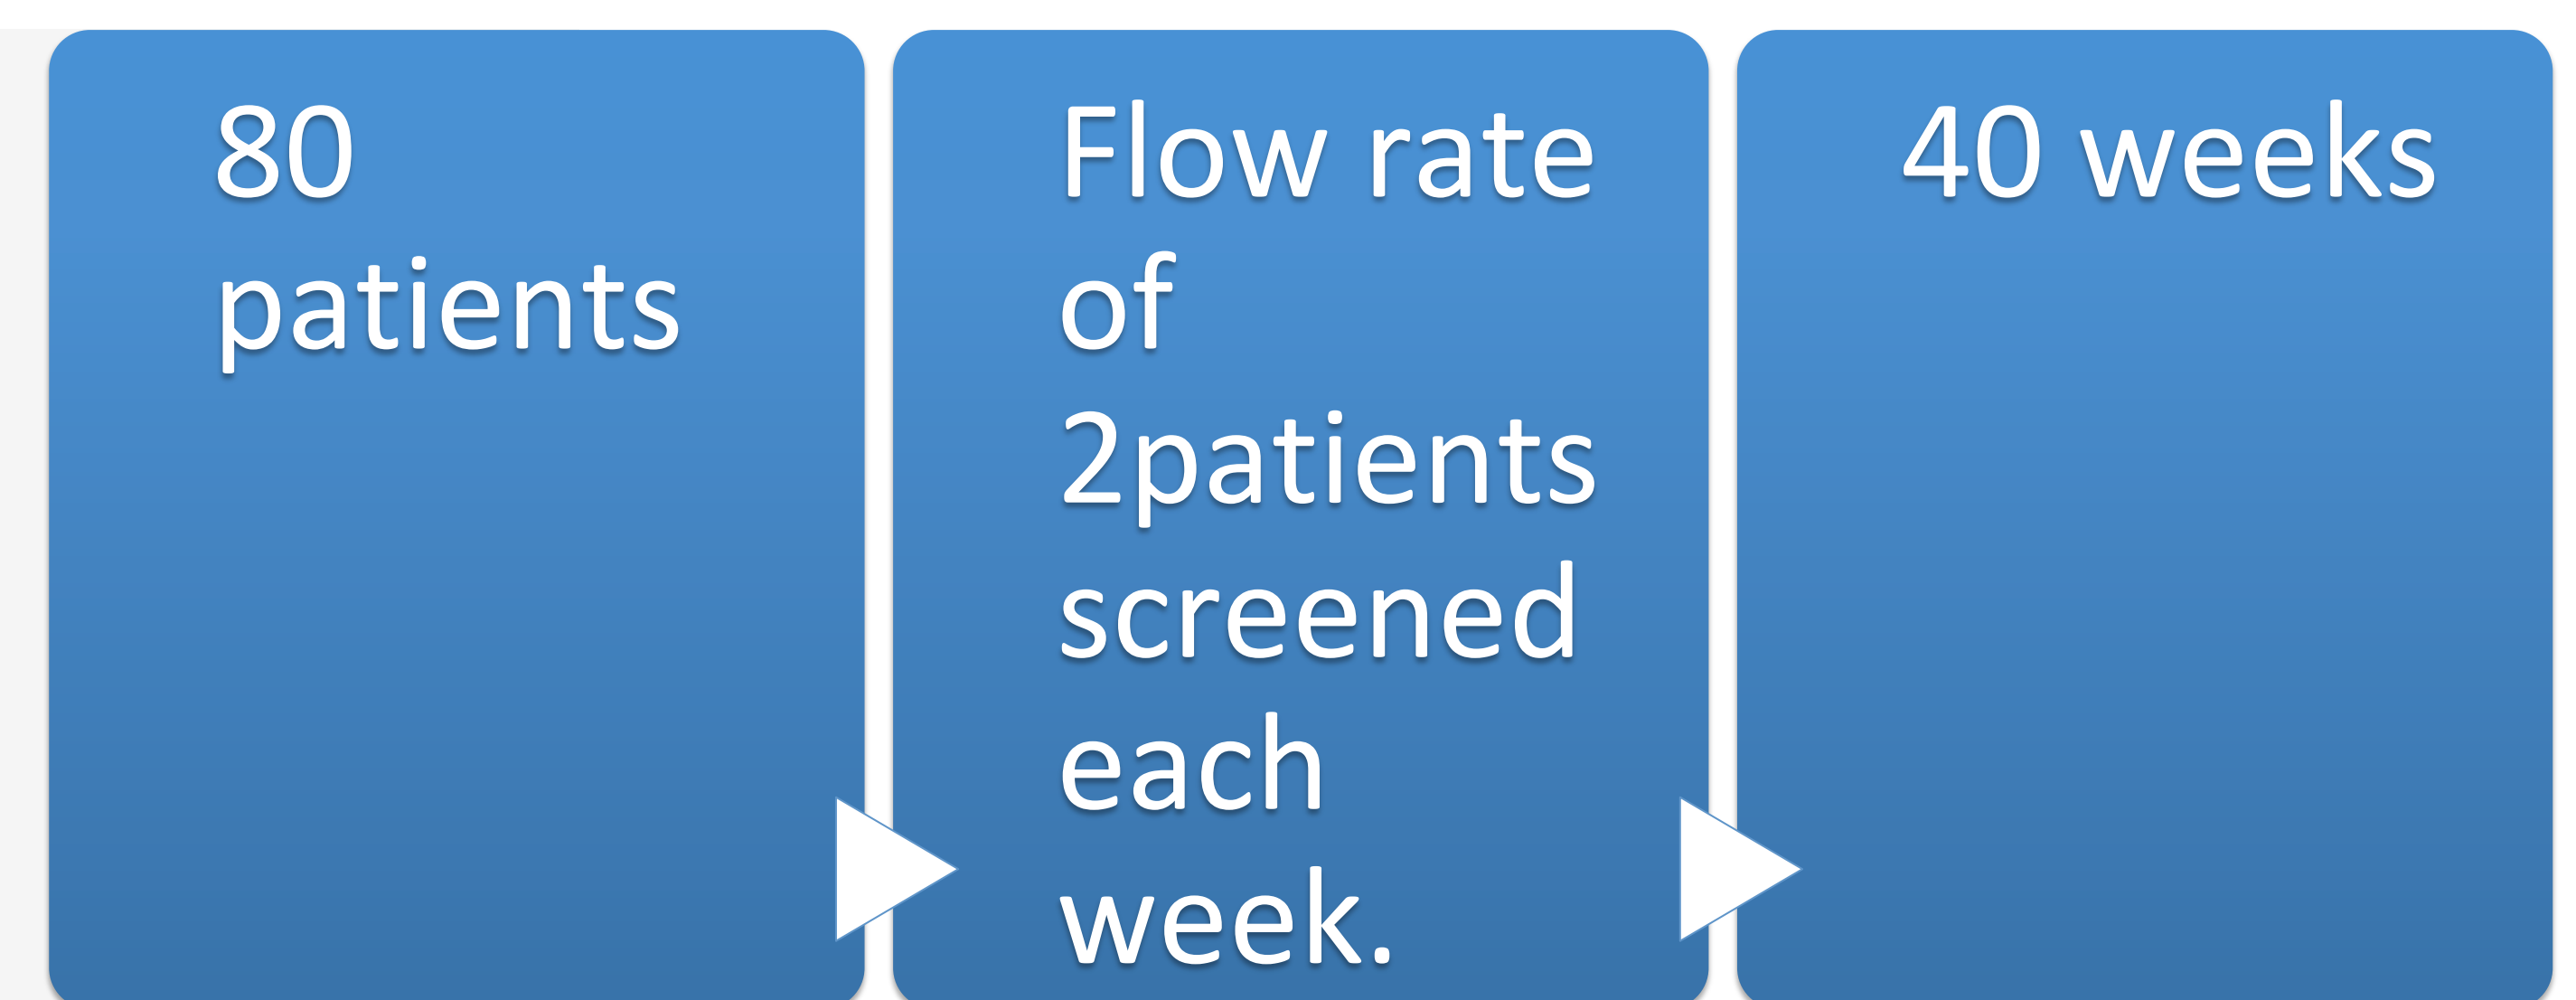 80
patients
Flow rate
of
2patients
screened
each
week.
40 weeks